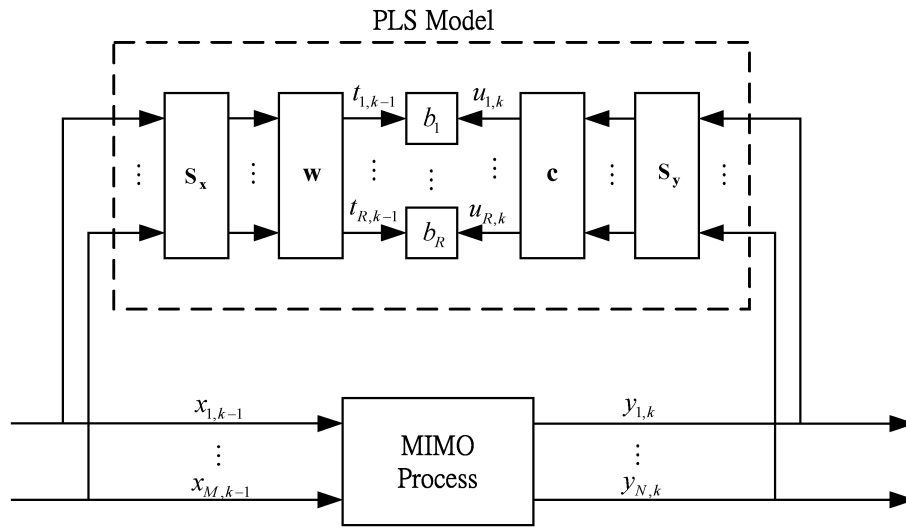 PLS Model
t_{1,k−1} u_{1,k}
b_1
⋮ S_x ⋮ w ⋮ ⋮ ⋮ c ⋮ S_y ⋮
t_{R,k−1} u_{R,k}
b_R
x_{1,k−1} y_{1,k}
⋮ MIMO ⋮
Process
x_{M,k−1} y_{N,k}